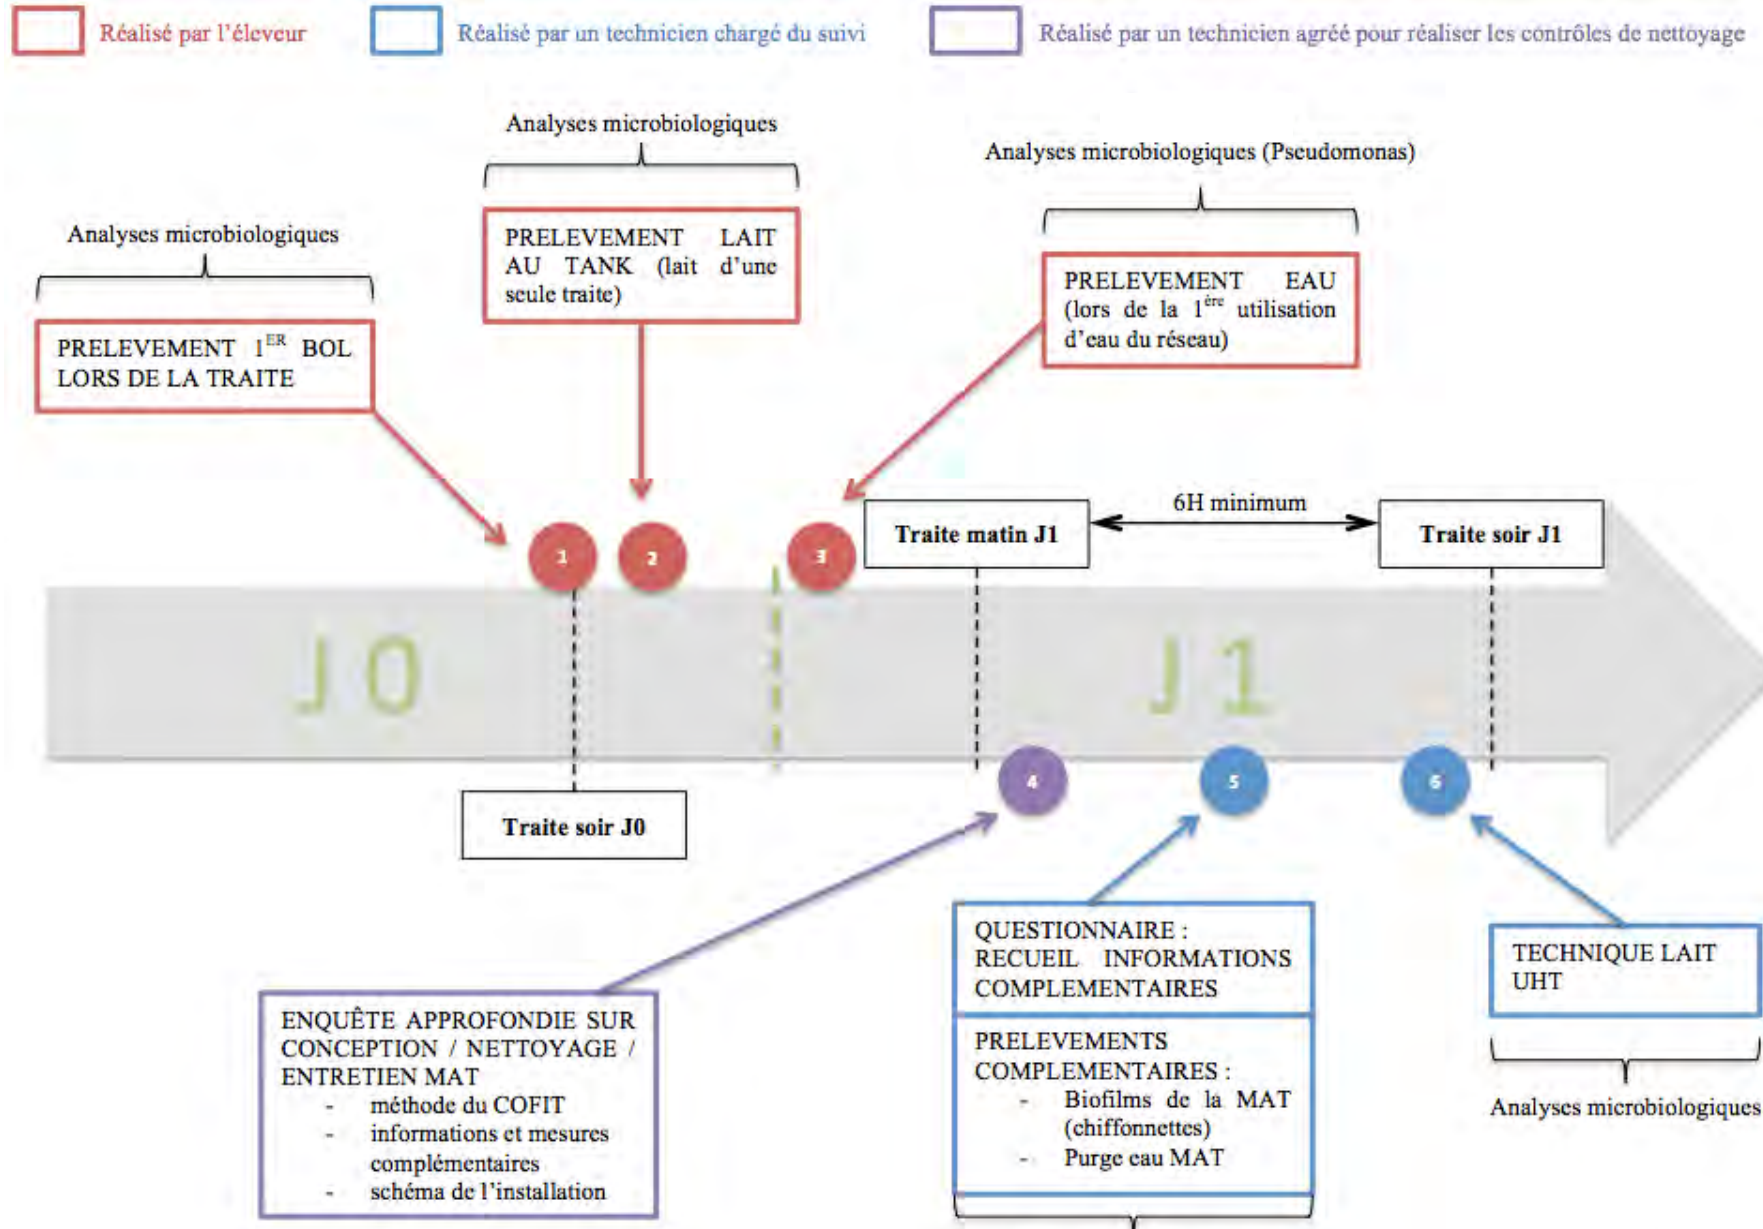 Réalisé par l'éleveur
Réalisé par un technicien chargé du suivi
Réalisé par un technicien agréé pour réaliser les contrôles de nettoyage
Analyses microbiologiques
PRELEVEMENT LAIT
AU TANK (lait d'une
seule traite)
Analyses microbiologiques (Pseudomonas)
PRELEVEMENT EAU
(lors de la 1ère utilisation
d'eau du réseau)
Analyses microbiologiques
PRELEVEMENT 1ER BOL
LORS DE LA TRAITE
1
2
3
Traite matin J1
6H minimum
Traite soir J1
J 0
J 1
4
5
6
Traite soir J0
ENQUÊTE APPROFONDIE SUR
CONCEPTION / NETTOYAGE /
ENTRETIEN MAT
- méthode du COFIT
- informations et mesures
complémentaires
- schéma de l'installation
QUESTIONNAIRE :
RECUEIL INFORMATIONS
COMPLEMENTAIRES
PRELEVEMENTS
COMPLEMENTAIRES :
- Biofilms de la MAT
(chiffonnettes)
- Purge eau MAT
TECHNIQUE LAIT
UHT
Analyses microbiologiques